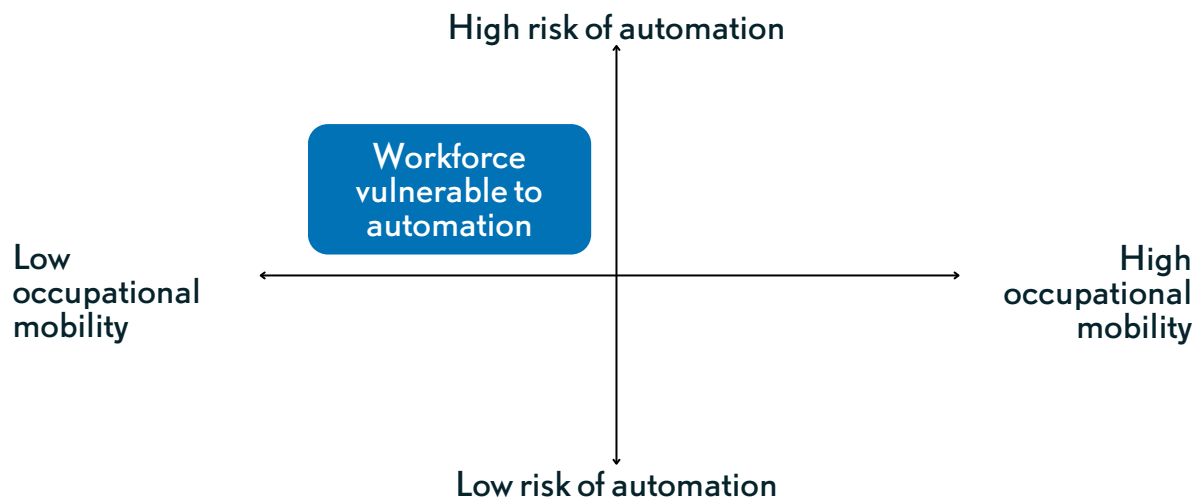 High risk of automation
Workforce
vulnerable to
automation
Low
occupational
mobility
High
occupational
mobility
Low risk of automation